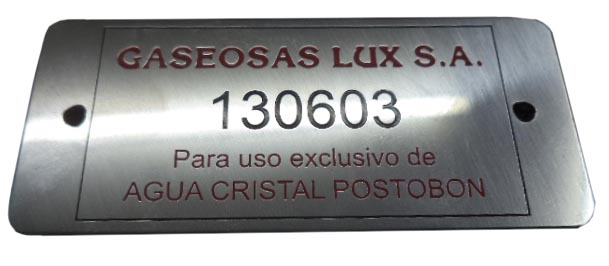 GASEOSAS LUX S.A.
130603
Para uso exclusivo de
AGUA CRISTAL POSTOBON